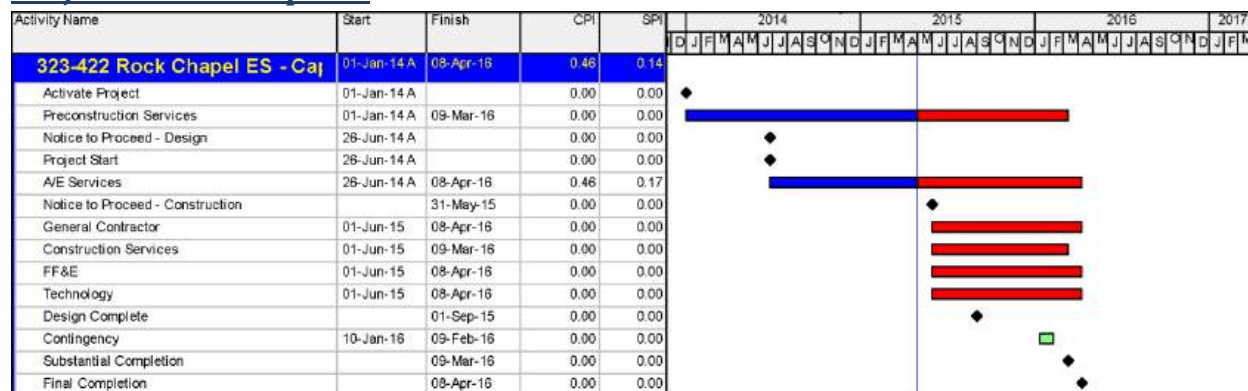 Activity Name Start Finish CPI SPI 2014 2015 2016 2017
D J F M A M J J A S O N D J F M A M J J A S O N D J F M A M J J A S O N D J F M
323-422 Rock Chapel ES - Cap 01-Jan-14 A 08-Apr-16 0.46 0.14
Activate Project 01-Jan-14 A 0.00 0.00
Preconstruction Services 01-Jan-14 A 09-Mar-16 0.00 0.00
Notice to Proceed - Design 26-Jun-14 A 0.00 0.00
Project Start 26-Jun-14 A 0.00 0.00
A/E Services 26-Jun-14 A 08-Apr-16 0.46 0.17
Notice to Proceed - Construction 31-May-15 0.00 0.00
General Contractor 01-Jun-15 08-Apr-16 0.00 0.00
Construction Services 01-Jun-15 09-Mar-16 0.00 0.00
FF&E 01-Jun-15 08-Apr-16 0.00 0.00
Technology 01-Jun-15 08-Apr-16 0.00 0.00
Design Complete 01-Sep-15 0.00 0.00
Contingency 10-Jan-16 09-Feb-16 0.00 0.00
Substantial Completion 09-Mar-16 0.00 0.00
Final Completion 08-Apr-16 0.00 0.00